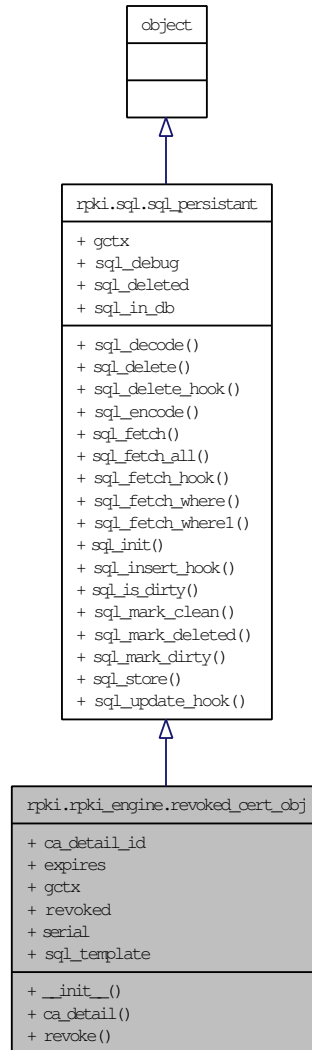 object
rpki.sql.sql_persistant
+ gctx
+ sql_debug
+ sql_deleted
+ sql_in_db
+ sql_decode()
+ sql_delete()
+ sql_delete_hook()
+ sql_encode()
+ sql_fetch()
+ sql_fetch_all()
+ sql_fetch_hook()
+ sql_fetch_where()
+ sql_fetch_where1()
+ sql_init()
+ sql_insert_hook()
+ sql_is_dirty()
+ sql_mark_clean()
+ sql_mark_deleted()
+ sql_mark_dirty()
+ sql_store()
+ sql_update_hook()
rpki.rpki_engine.revoked_cert_obj
+ ca_detail_id
+ expires
+ gctx
+ revoked
+ serial
+ sql_template
+ __init__()
+ ca_detail()
+ revoke()